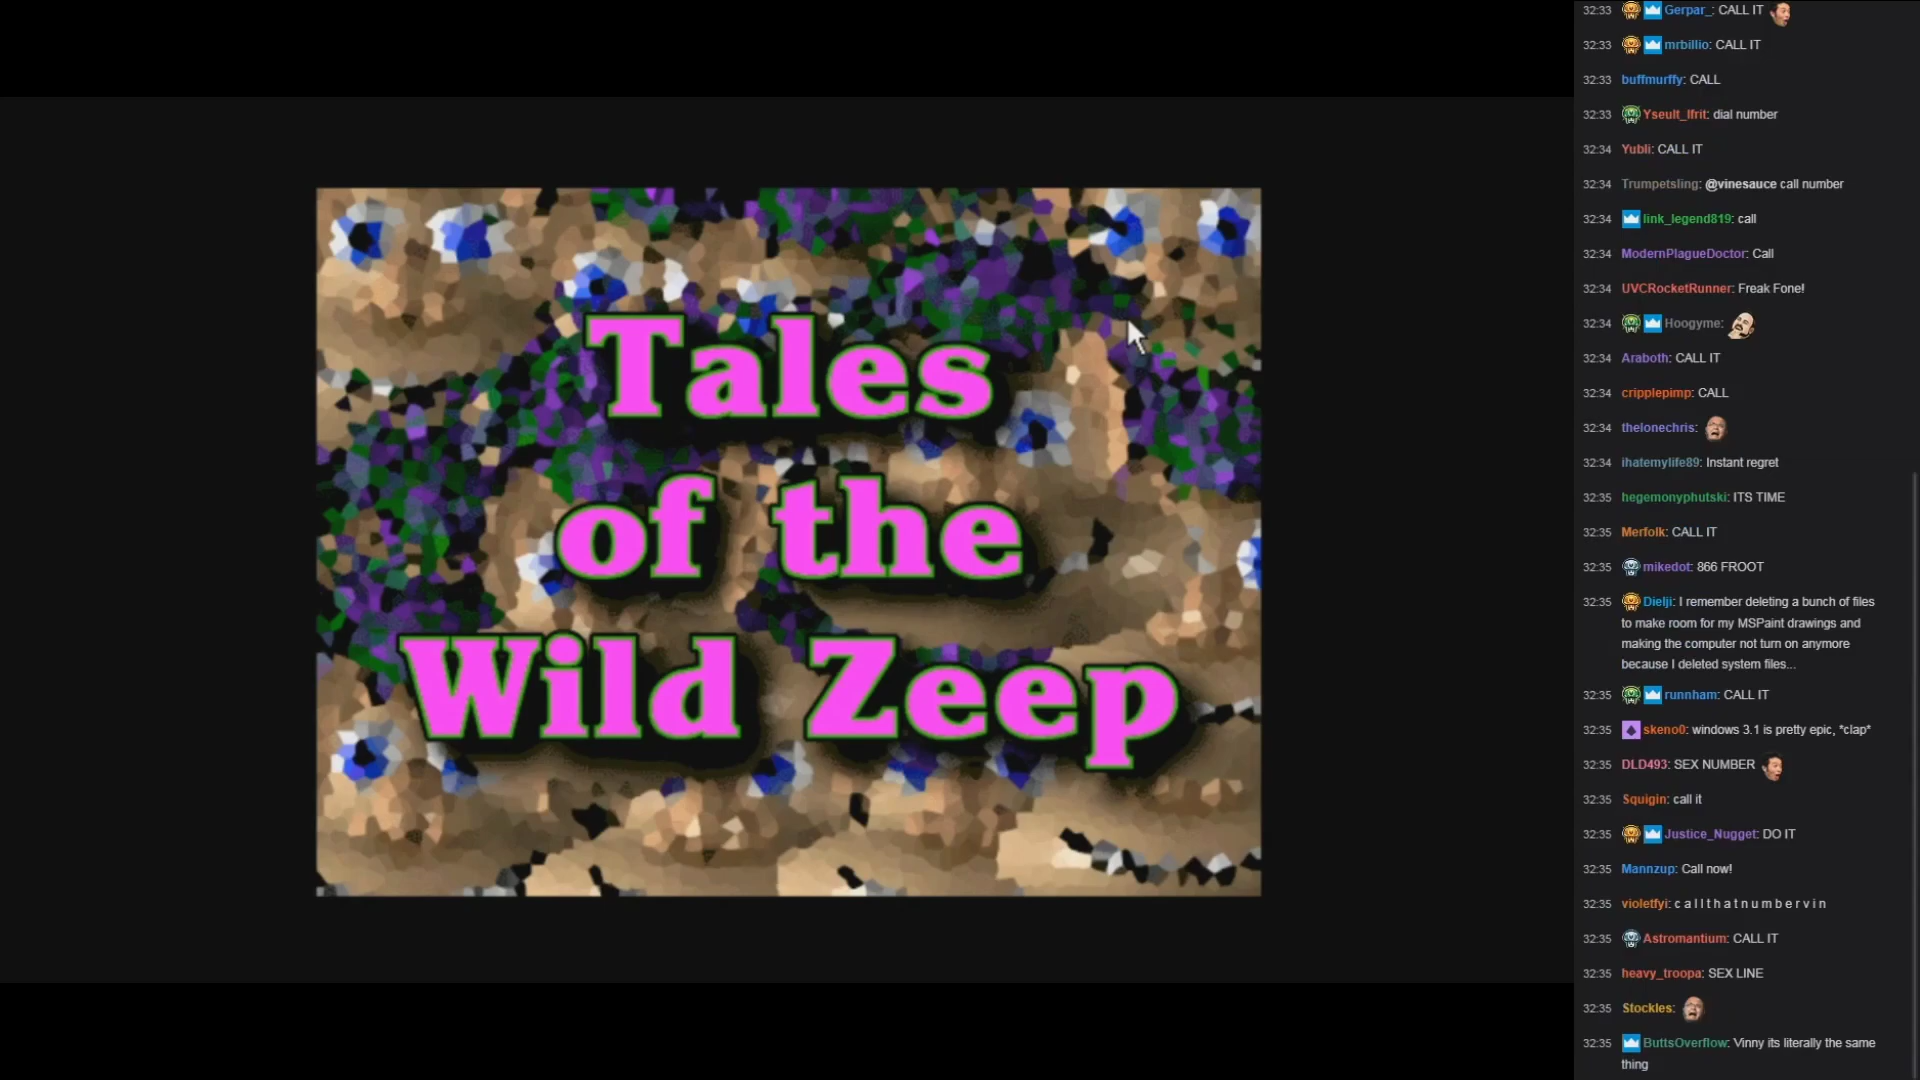 Tales
of the
Wild Zeep
32:33 Gerpar_: CALL IT
32:33 mrbillio: CALL IT
32:33 buffmurffy: CALL
32:33 Yseult_Ifrit: dial number
32:34 Yubli: CALL IT
32:34 Trumpetsling: @vinesauce call number
32:34 link_legend819: call
32:34 ModernPlagueDoctor: Call
32:34 UVCRocketRunner: Freak Fone!
32:34 Hoogyme:
32:34 Araboth: CALL IT
32:34 cripplepimp: CALL
32:34 thelonechris:
32:34 ihatemylife89: Instant regret
32:35 hegemonyphutski: ITS TIME
32:35 Merfolk: CALL IT
32:35 mikedot: 866 FROOT
32:35 Dielji: I remember deleting a bunch of files
to make room for my MSPaint drawings and
making the computer not turn on anymore
because I deleted system files...
32:35 runnham: CALL IT
32:35 skeno0: windows 3.1 is pretty epic, *clap*
32:35 DLD493: SEX NUMBER
32:35 Squigin: call it
32:35 Justice_Nugget: DO IT
32:35 Mannzup: Call now!
32:35 violetfyi: c a l l t h a t n u m b e r v i n
32:35 Astromantium: CALL IT
32:35 heavy_troopa: SEX LINE
32:35 Stockles:
32:35 ButtsOverflow: Vinny its literally the same
thing